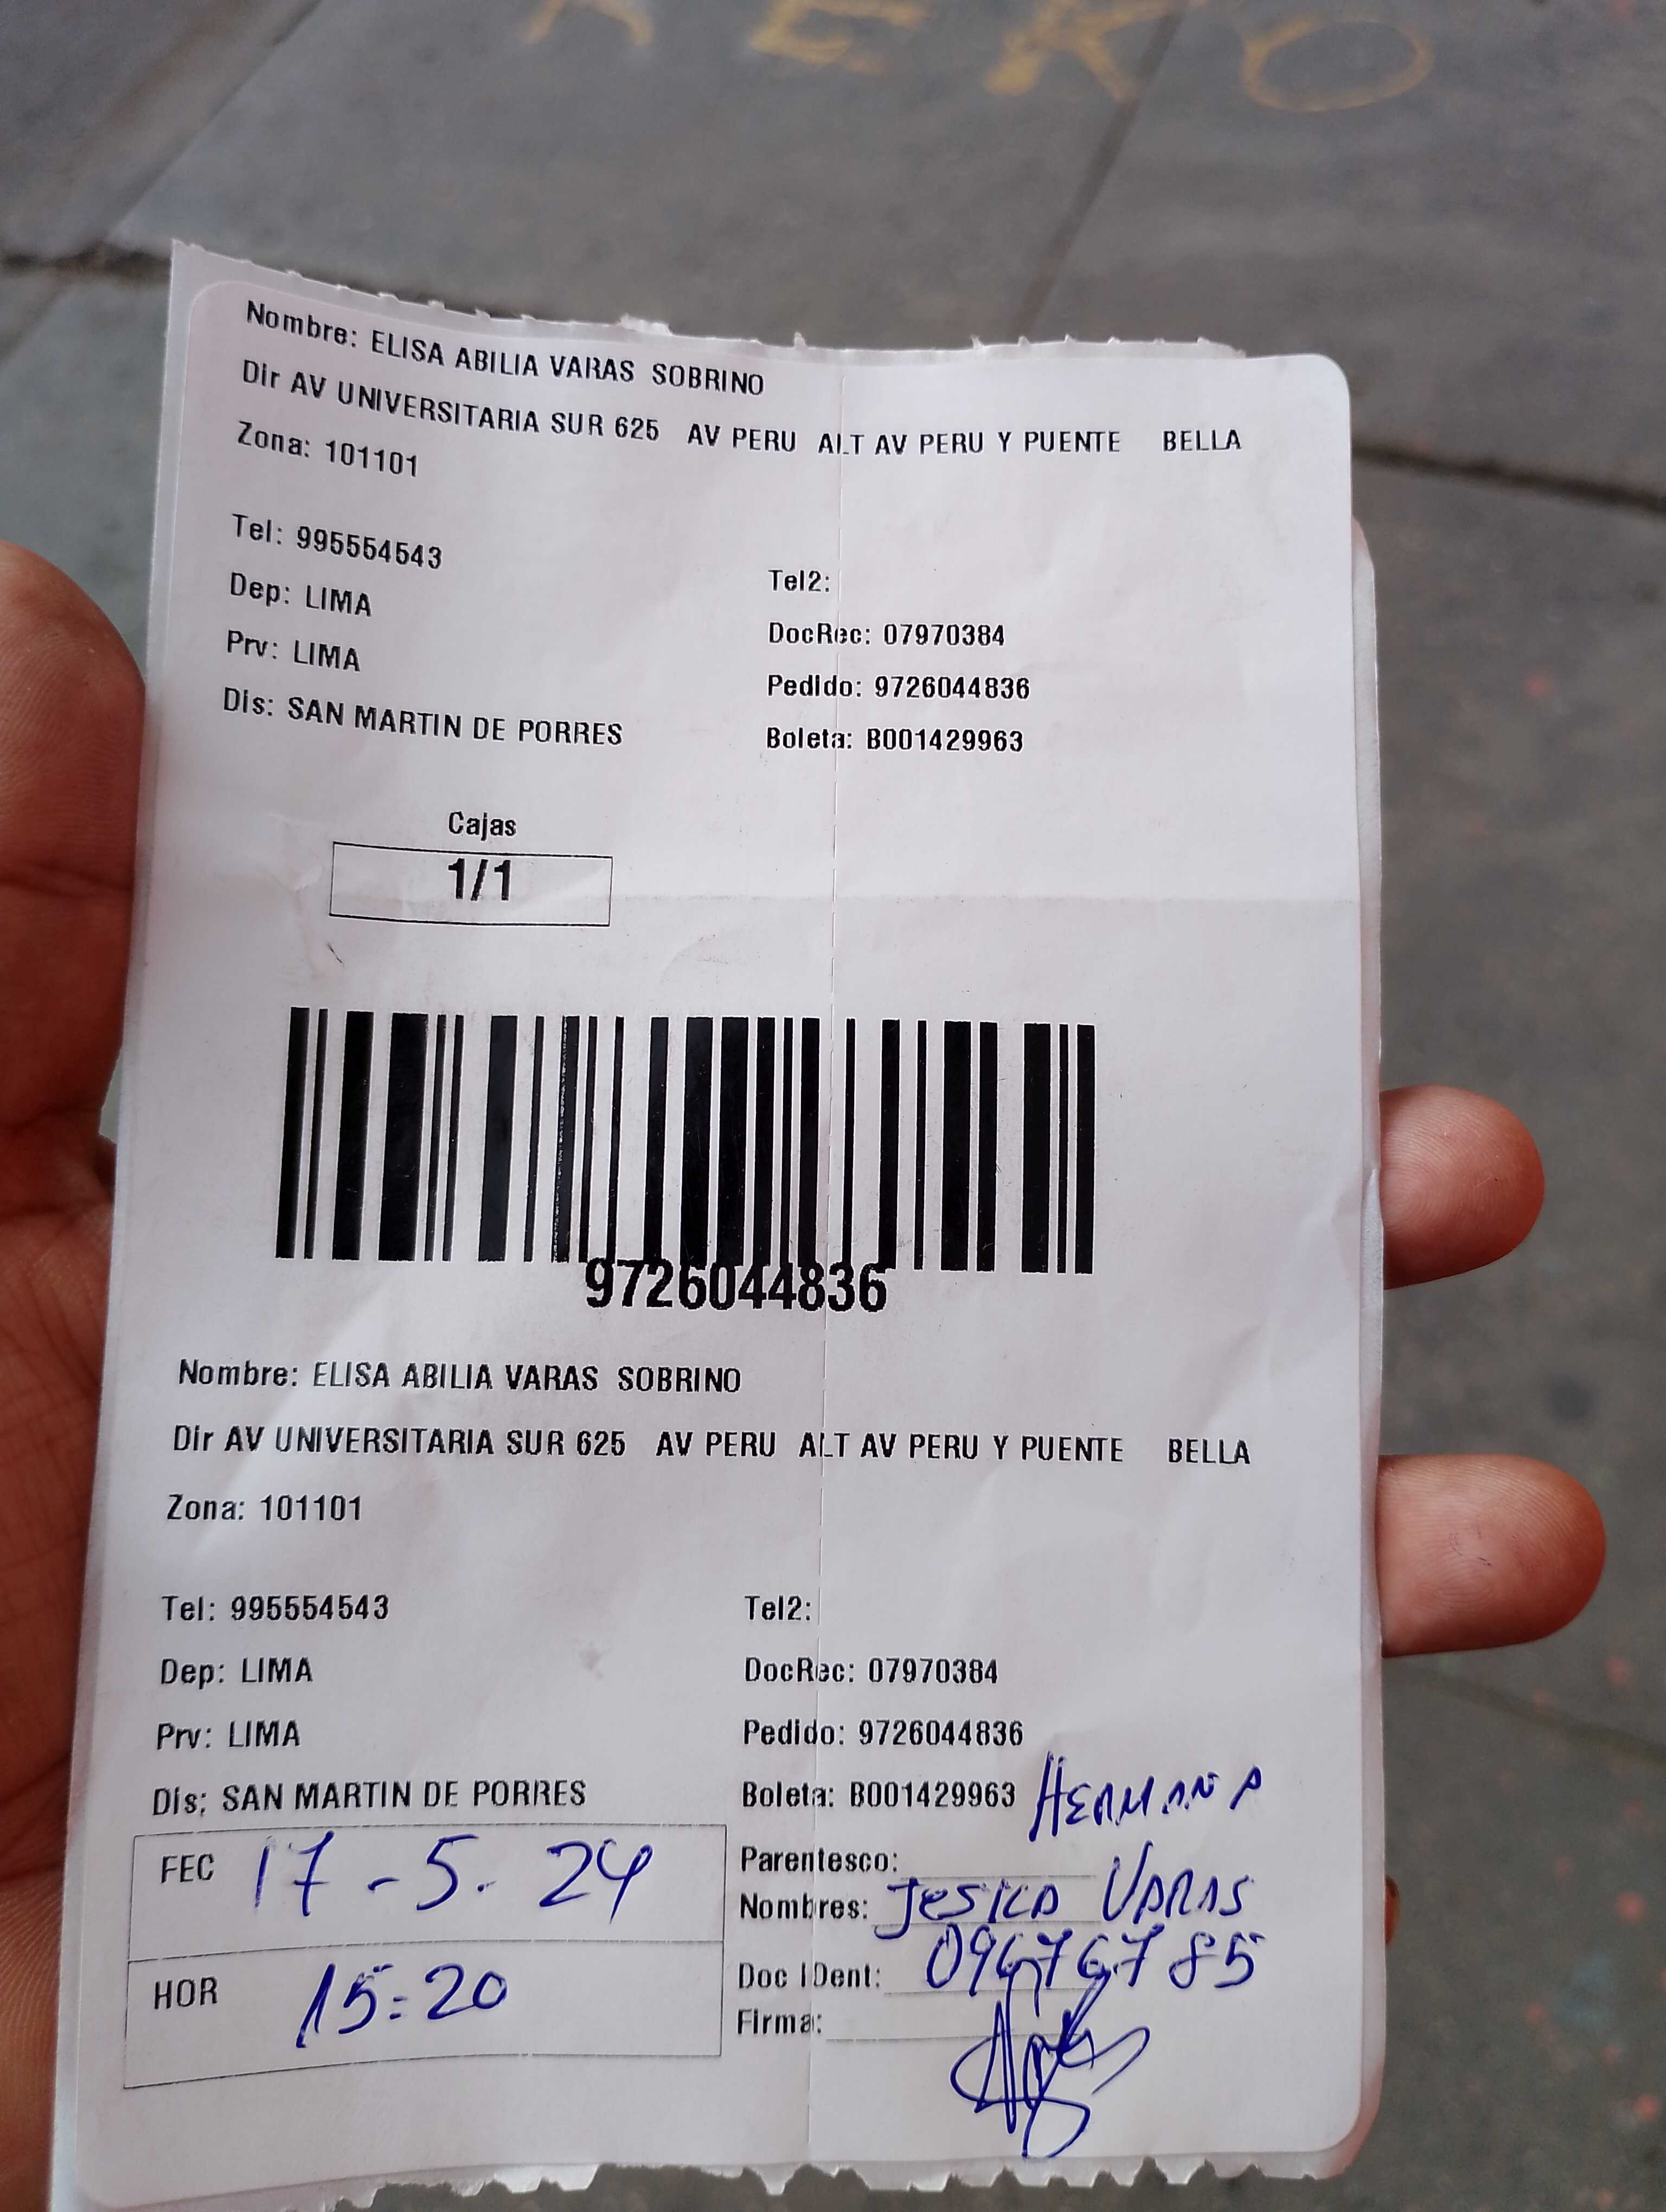 REKO
Nombre: ELISA ABILIA VARAS SOBRINO
Dir AV UNIVERSITARIA SUR 625 AV PERU ALT AV PERU Y PUENTE BELLA
Zona: 101101
Tel: 995554543 Tel2:
Dep: LIMA DocRec: 07970384
Prv: LIMA Pedido: 9726044836
Dis: SAN MARTIN DE PORRES Boleta: B001429963
Cajas
1/1
9726044836
Nombre: ELISA ABILIA VARAS SOBRINO
Dir AV UNIVERSITARIA SUR 625 AV PERU ALT AV PERU Y PUENTE BELLA
Zona: 101101
Tel: 995554543 Tel2:
Dep: LIMA DocRec: 07970384
Prv: LIMA Pedido: 9726044836
Dis: SAN MARTIN DE PORRES Boleta: B001429963 HERMANA
FEC 17-5-24 Parentesco:
Nombres: JESICA VARAS
HOR 15:20 Doc IDent: 09676785
Firma: